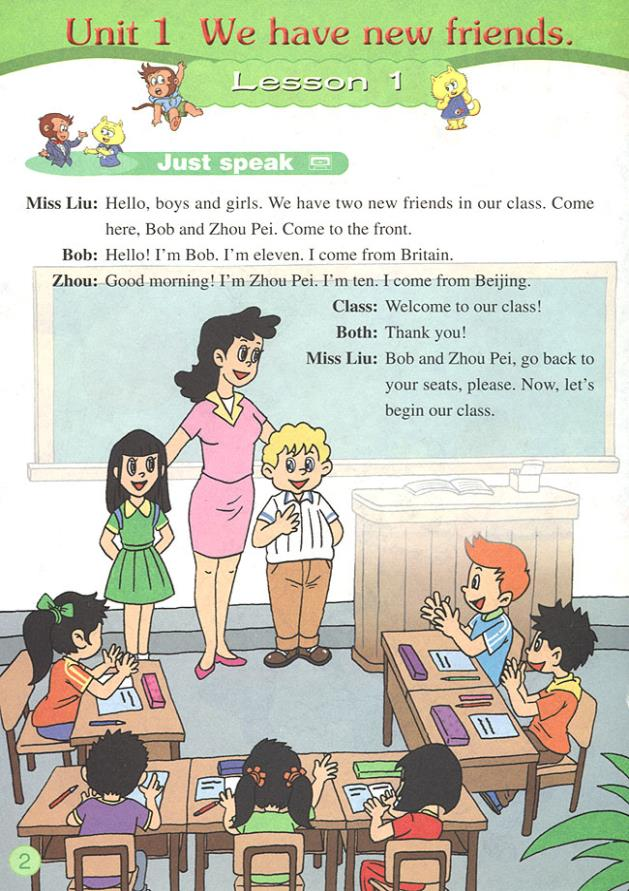 Unit 1 We have new friends.
Lesson 1
Just speak
Miss Liu: Hello, boys and girls. We have two new friends in our class. Come
here, Bob and Zhou Pei. Come to the front.
Bob: Hello! I'm Bob. I'm eleven. I come from Britain.
Zhou: Good morning! I'm Zhou Pei. I'm ten. I come from Beijing.
Class: Welcome to our class!
Both: Thank you!
Miss Liu: Bob and Zhou Pei, go back to
your seats, please. Now, let's
begin our class.
2